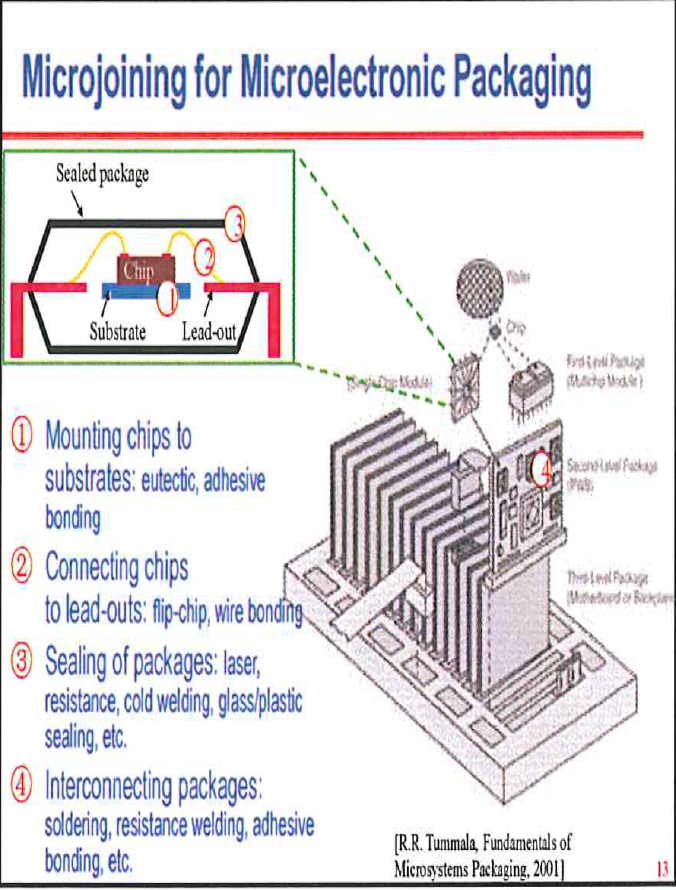 Microjoining for Microelectronic Packaging
Sealed package
3
2
Chip
1
Substrate
Lead-out
Wafer
Chip
First-Level Package
(Multichip Module)
(Single Chip Module)
4
Second-Level Package
(PWB)
Third-Level Package
(Motherboard or Backplane
① Mounting chips to
substrates: eutectic, adhesive
bonding
② Connecting chips
to lead-outs: flip-chip, wire bonding
③ Sealing of packages: laser,
resistance, cold welding, glass/plastic
sealing, etc.
④ Interconnecting packages:
soldering, resistance welding, adhesive
bonding, etc.
[R.R. Tummala, Fundamentals of
Microsystems Packaging, 2001]
13